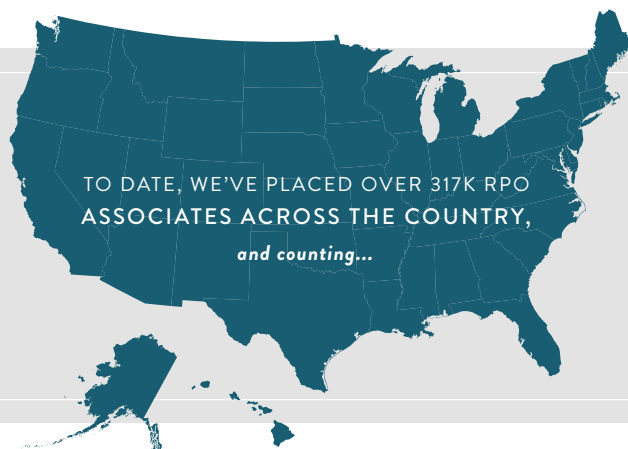 TO DATE, WE'VE PLACED OVER 317K RPO
ASSOCIATES ACROSS THE COUNTRY,
and counting...